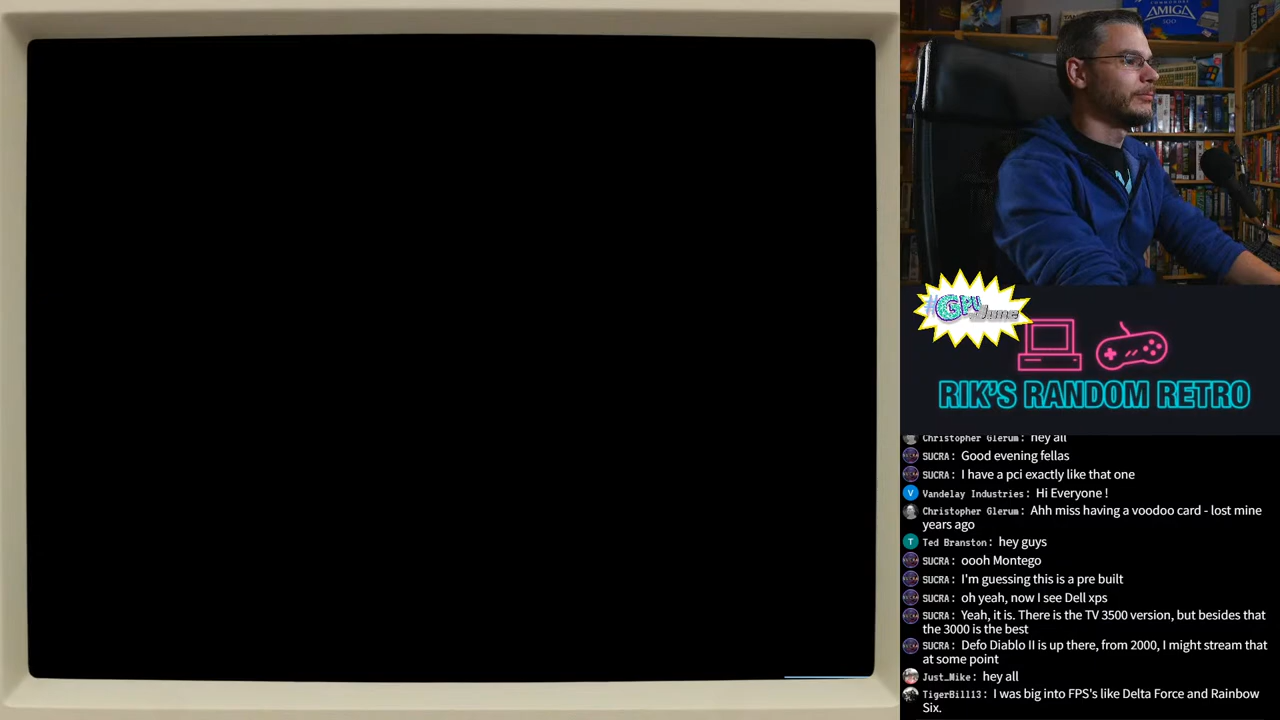 COMMODORE
AMIGA
500
#GPUJune
RIK'S RANDOM RETRO
Christopher Glerum: hey all
SUCRA: Good evening fellas
SUCRA: I have a pci exactly like that one
V Vandelay Industries: Hi Everyone !
Christopher Glerum: Ahh miss having a voodoo card - lost mine
years ago
T Ted Branston: hey guys
SUCRA: oooh Montego
SUCRA: I'm guessing this is a pre built
SUCRA: oh yeah, now I see Dell xps
SUCRA: Yeah, it is. There is the TV 3500 version, but besides that
the 3000 is the best
SUCRA: Defo Diablo II is up there, from 2000, I might stream that
at some point
Just_Mike: hey all
TigerBill13: I was big into FPS's like Delta Force and Rainbow
Six.